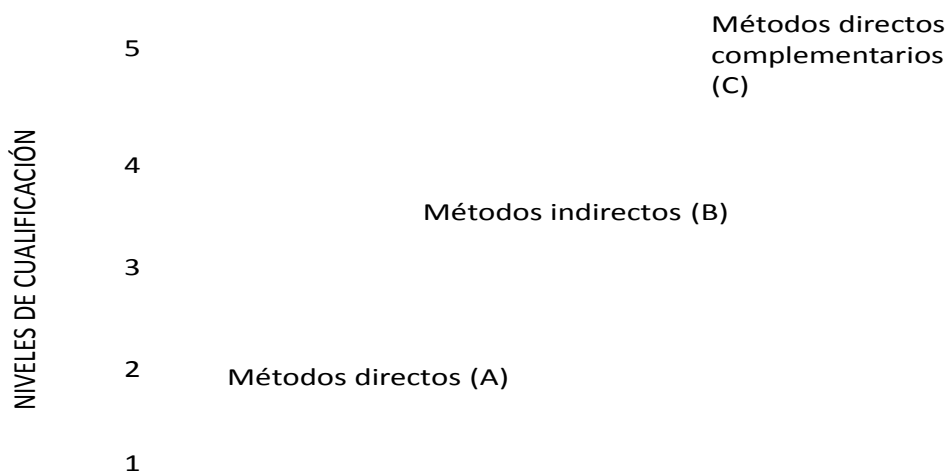 Métodos directos
complementarios
(C)
5
NIVELES DE CUALIFICACIÓN
4
Métodos indirectos (B)
3
2
Métodos directos (A)
1